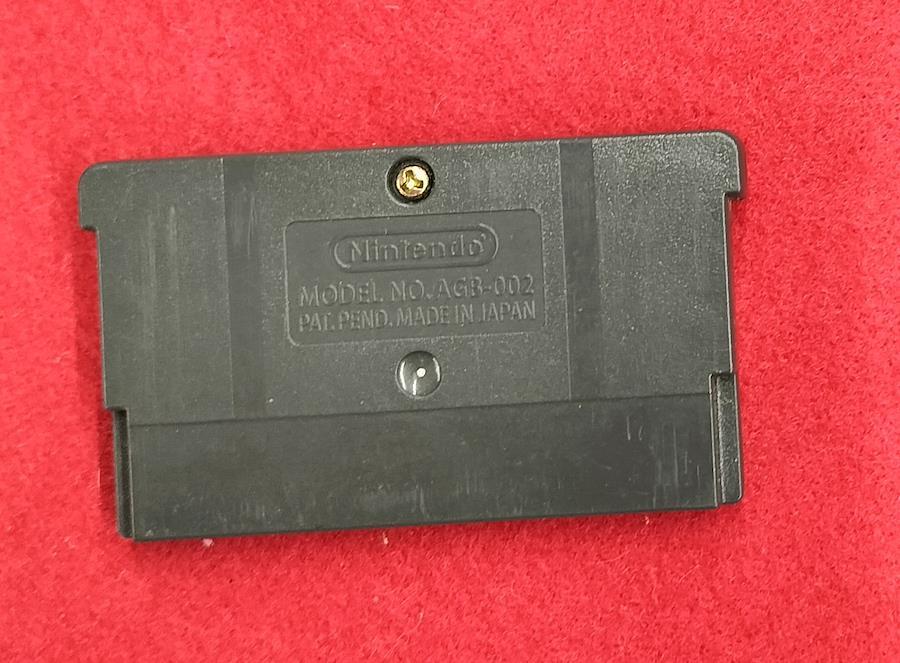 Nintendo
MODEL NO. AGB-002
PAT. PEND. MADE IN JAPAN